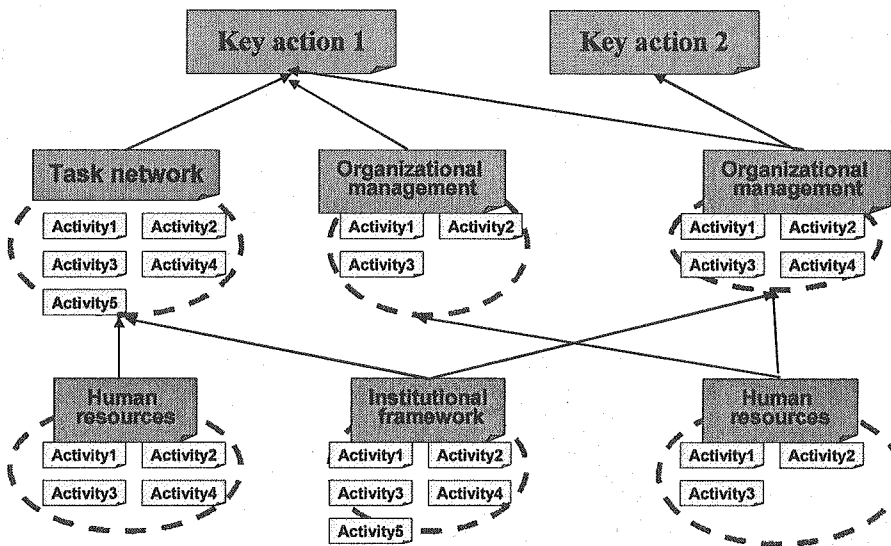 Key action 1
Key action 2
Task network
Organizational
management
Organizational
management
Activity1 Activity2
Activity3 Activity4
Activity5
Activity1 Activity2
Activity3
Activity1 Activity2
Activity3 Activity4
Human
resources
Institutional
framework
Human
resources
Activity1 Activity2
Activity3 Activity4
Activity1 Activity2
Activity3 Activity4
Activity5
Activity1 Activity2
Activity3